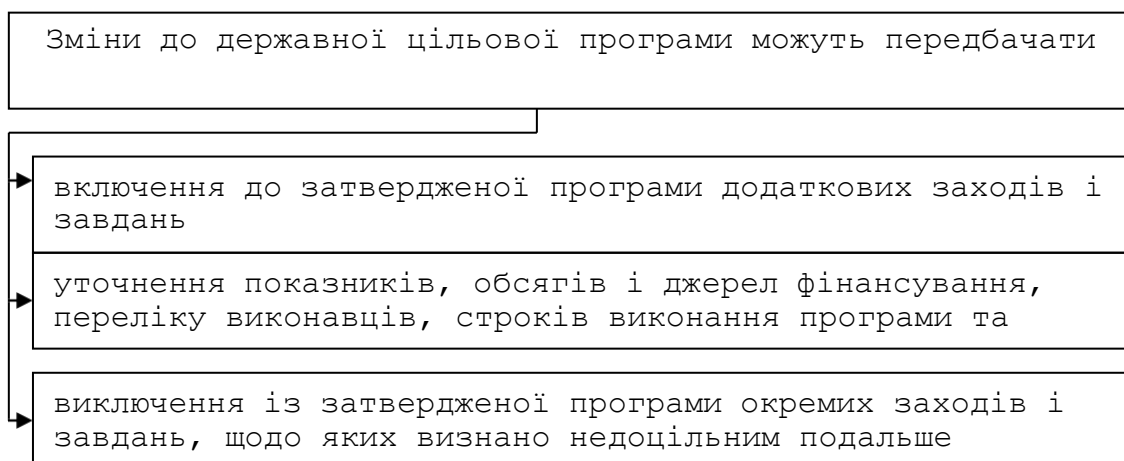 Зміни до державної цільової програми можуть передбачати
включення до затвердженої програми додаткових заходів і
завдань
уточнення показників, обсягів і джерел фінансування,
переліку виконавців, строків виконання програми та
виключення із затвердженої програми окремих заходів і
завдань, щодо яких визнано недоцільним подальше